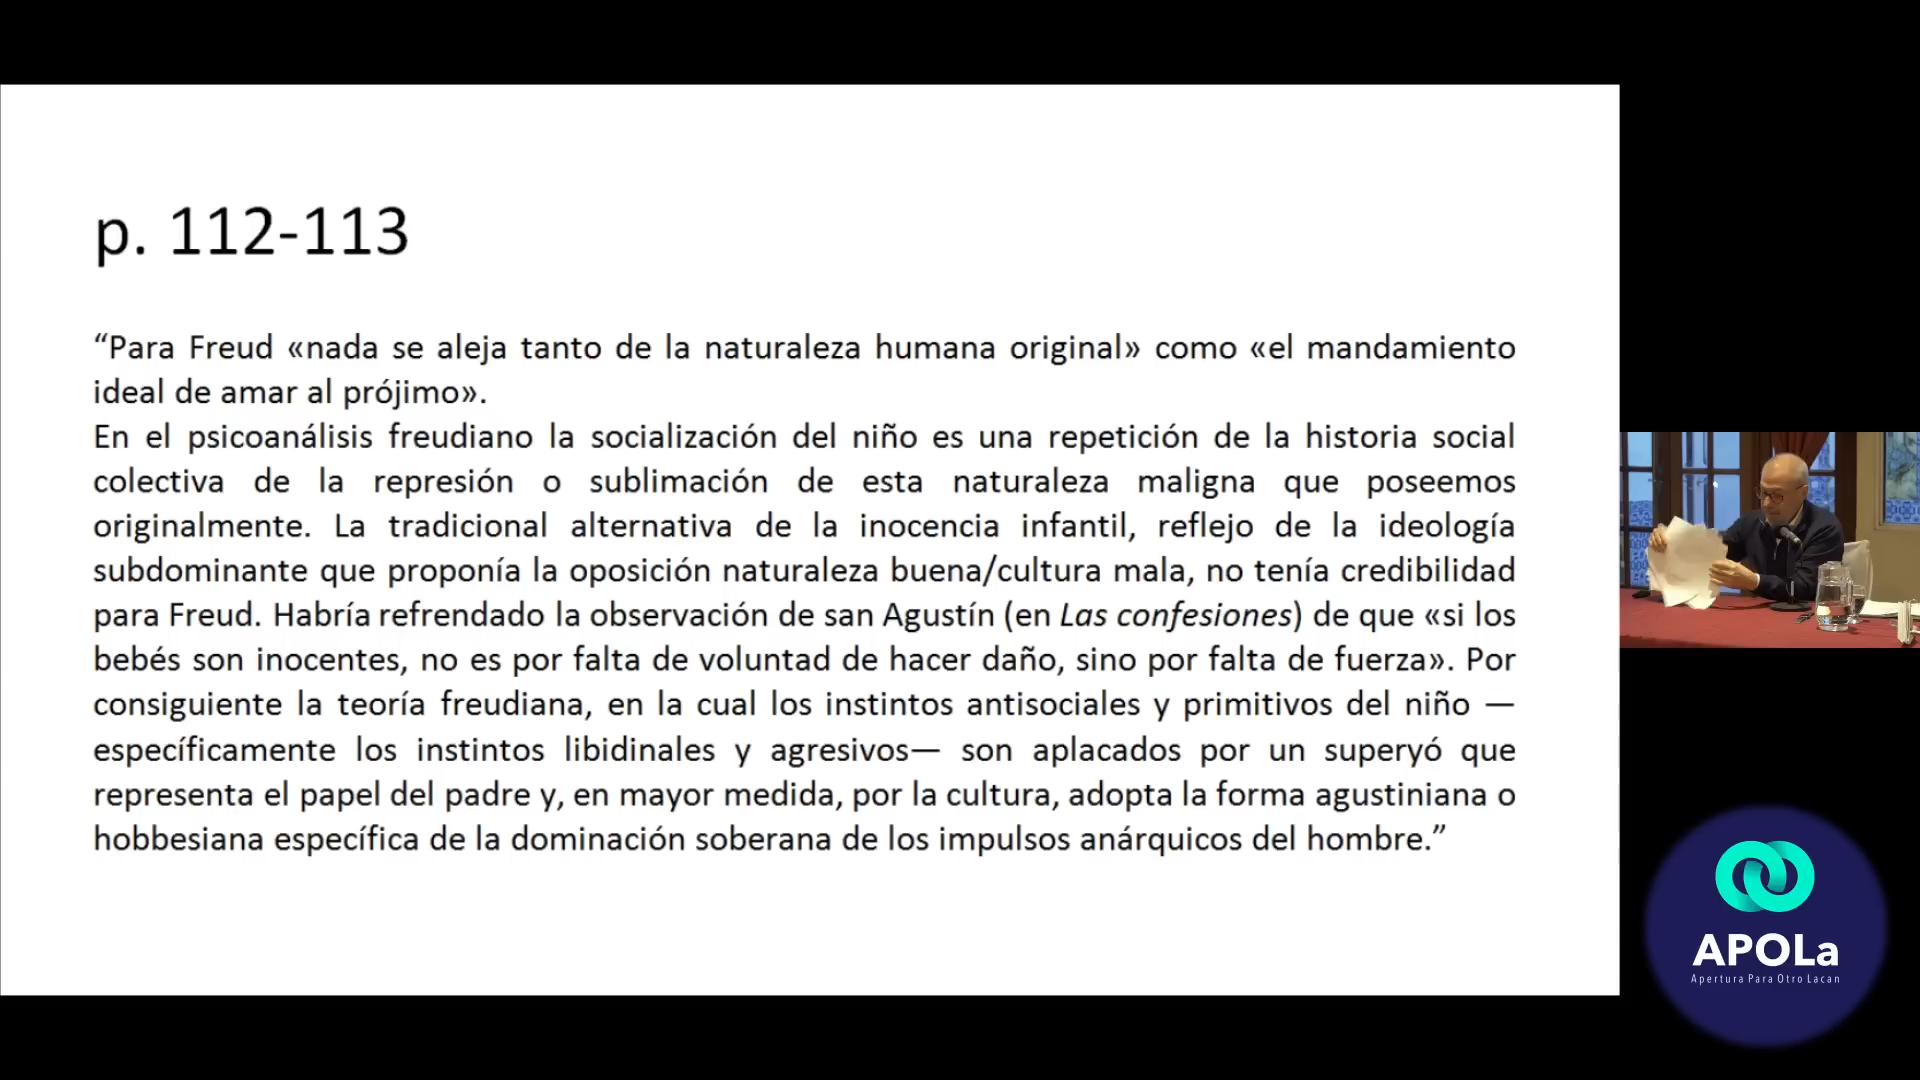 p. 112-113
“Para Freud «nada se aleja tanto de la naturaleza humana original» como «el mandamiento
ideal de amar al prójimo».
En el psicoanálisis freudiano la socialización del niño es una repetición de la historia social
colectiva de la represión o sublimación de esta naturaleza maligna que poseemos
originalmente. La tradicional alternativa de la inocencia infantil, reflejo de la ideología
subdominante que proponía la oposición naturaleza buena/cultura mala, no tenía credibilidad
para Freud. Habría refrendado la observación de san Agustín (en Las confesiones) de que «si los
bebés son inocentes, no es por falta de voluntad de hacer daño, sino por falta de fuerza». Por
consiguiente la teoría freudiana, en la cual los instintos antisociales y primitivos del niño —
específicamente los instintos libidinales y agresivos— son aplacados por un superyó que
representa el papel del padre y, en mayor medida, por la cultura, adopta la forma agustiniana o
hobbesiana específica de la dominación soberana de los impulsos anárquicos del hombre.”
APOLa
Apertura Para Otro Lacan